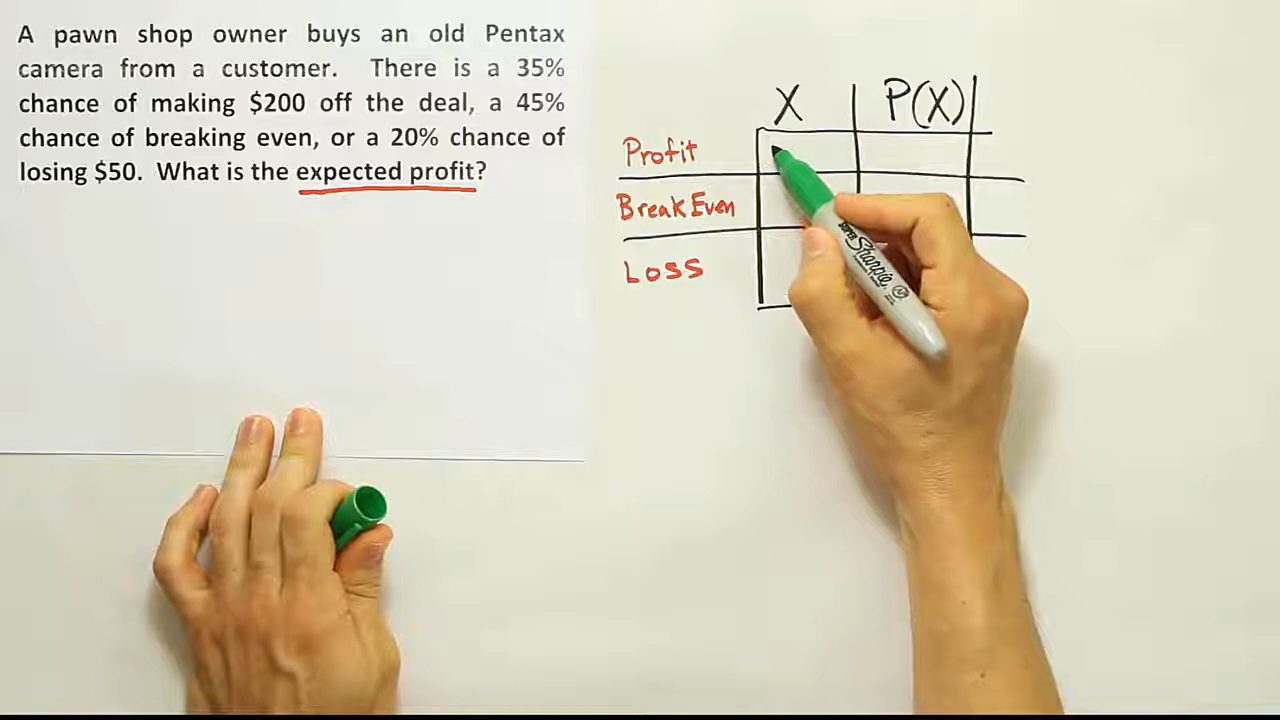 A pawn shop owner buys an old Pentax
camera from a customer. There is a 35%
chance of making $200 off the deal, a 45%
chance of breaking even, or a 20% chance of
losing $50. What is the expected profit?
X P(X)
Profit
Break Even
Loss
Sharpie